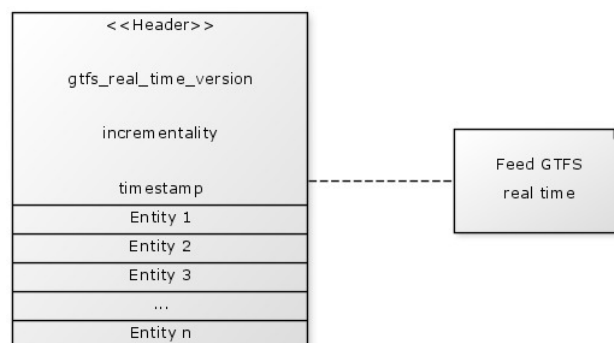 <<Header>>
gtfs_real_time_version
incrementality
timestamp
Entity 1
Entity 2
Entity 3
...
Entity n
Feed GTFS
real time